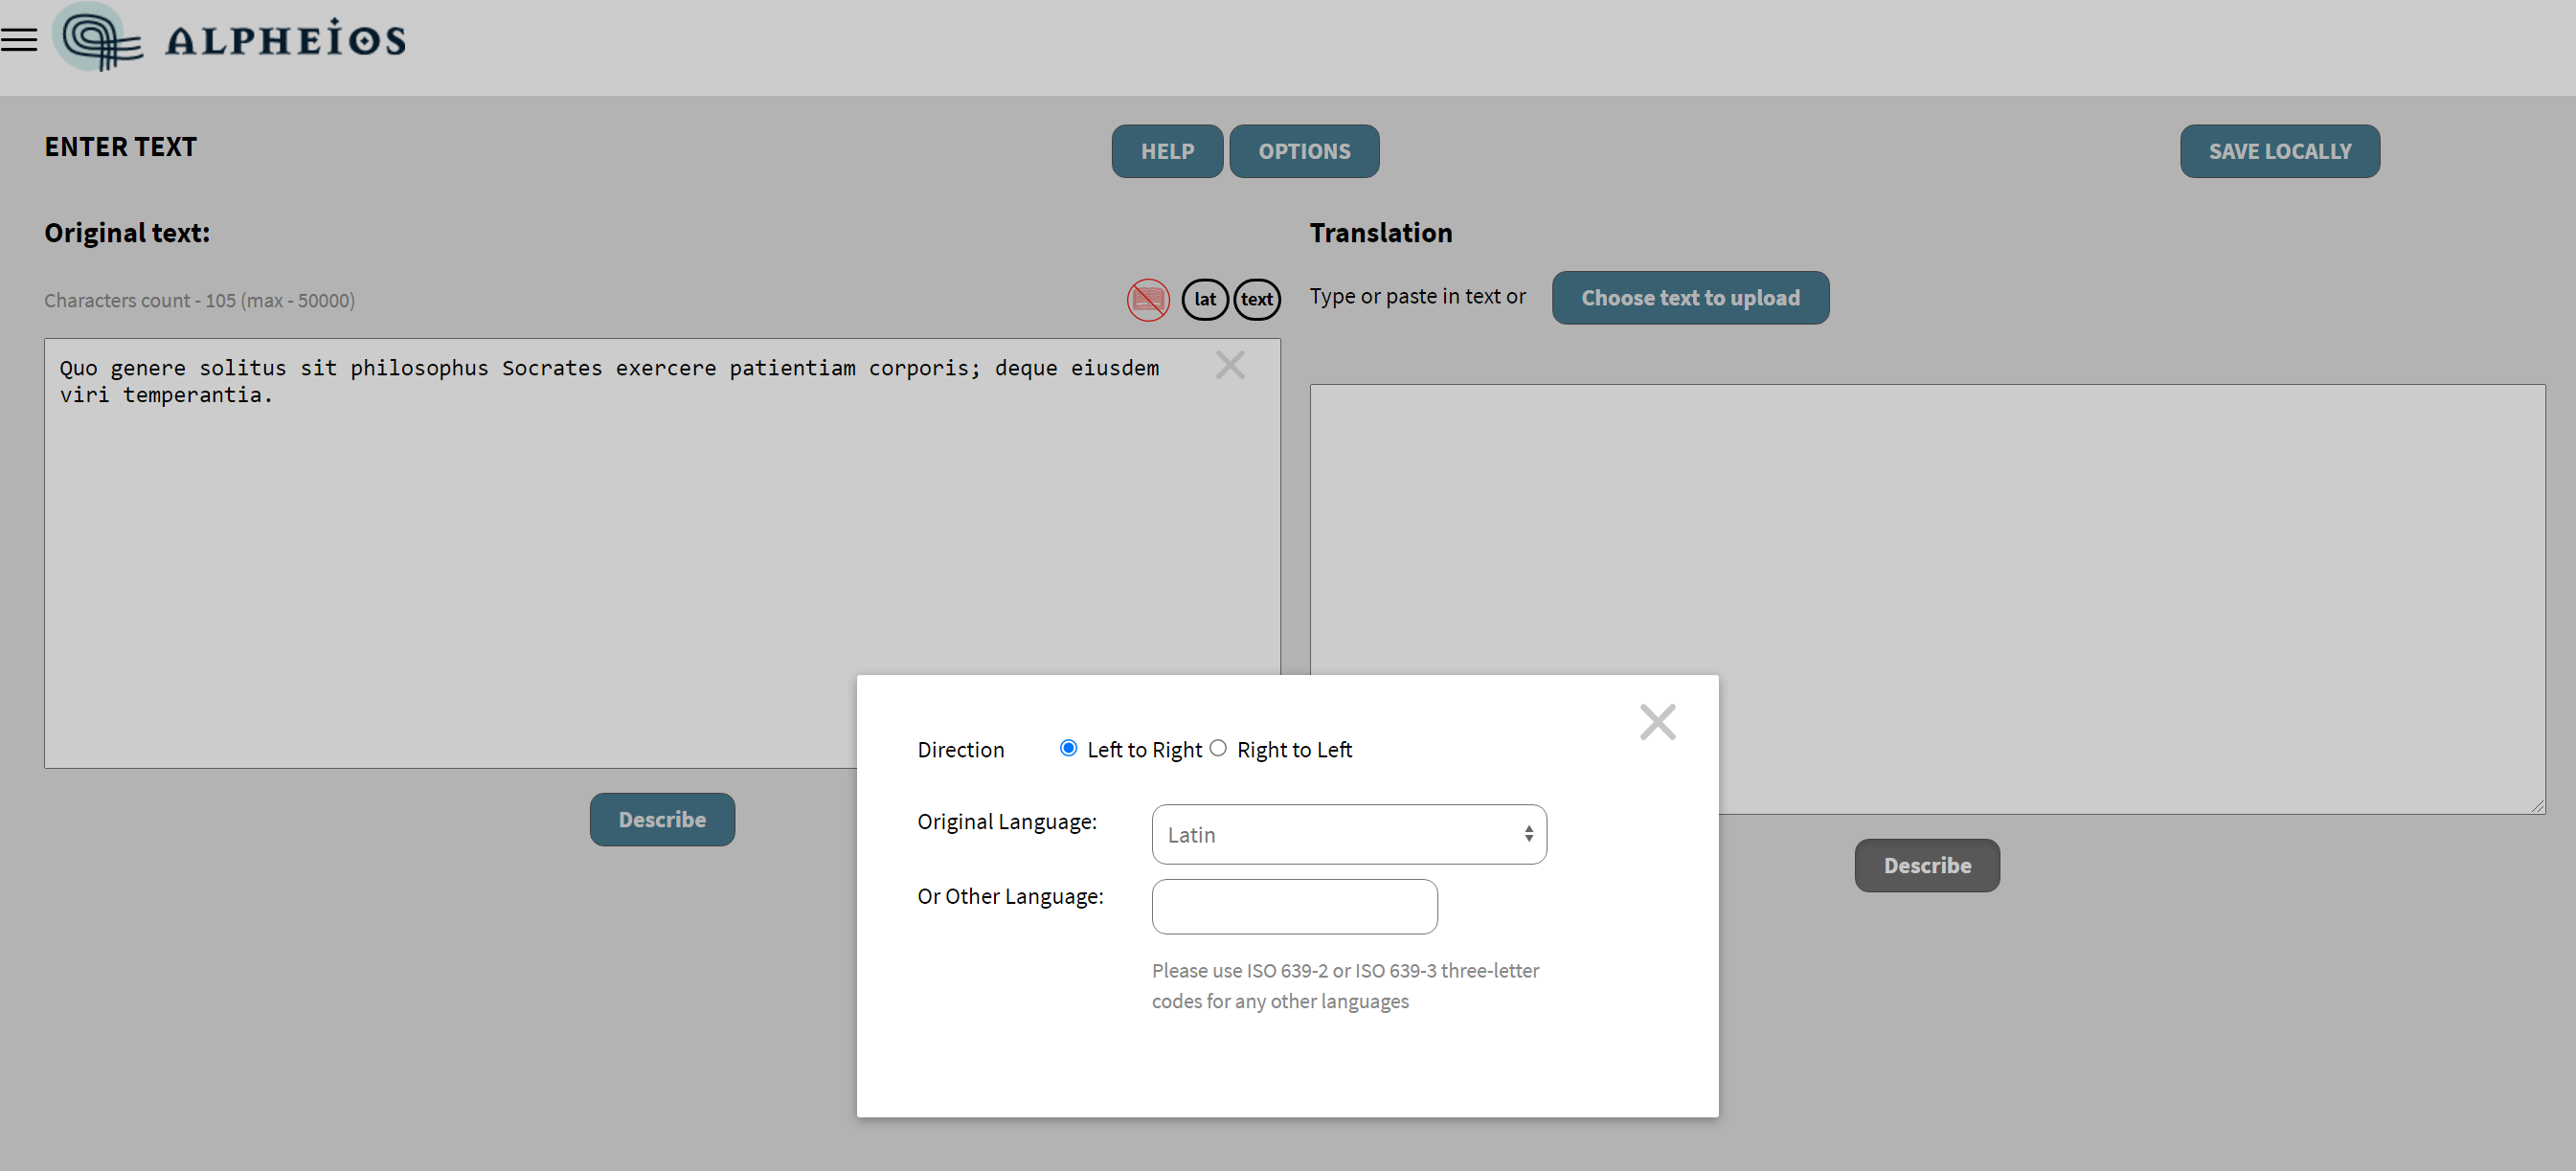 ALPHEIOS
ENTER TEXT
HELP
OPTIONS
SAVE LOCALLY
Original text:
Characters count - 105 (max - 50000)
lat
text
Quo genere solitus sit philosophus Socrates exercere patientiam corporis; deque eiusdem
viri temperantia.
Describe
Translation
Type or paste in text or
Choose text to upload
Describe
Direction
Left to Right
Right to Left
Original Language:
Latin
Or Other Language:
Please use ISO 639-2 or ISO 639-3 three-letter
codes for any other languages